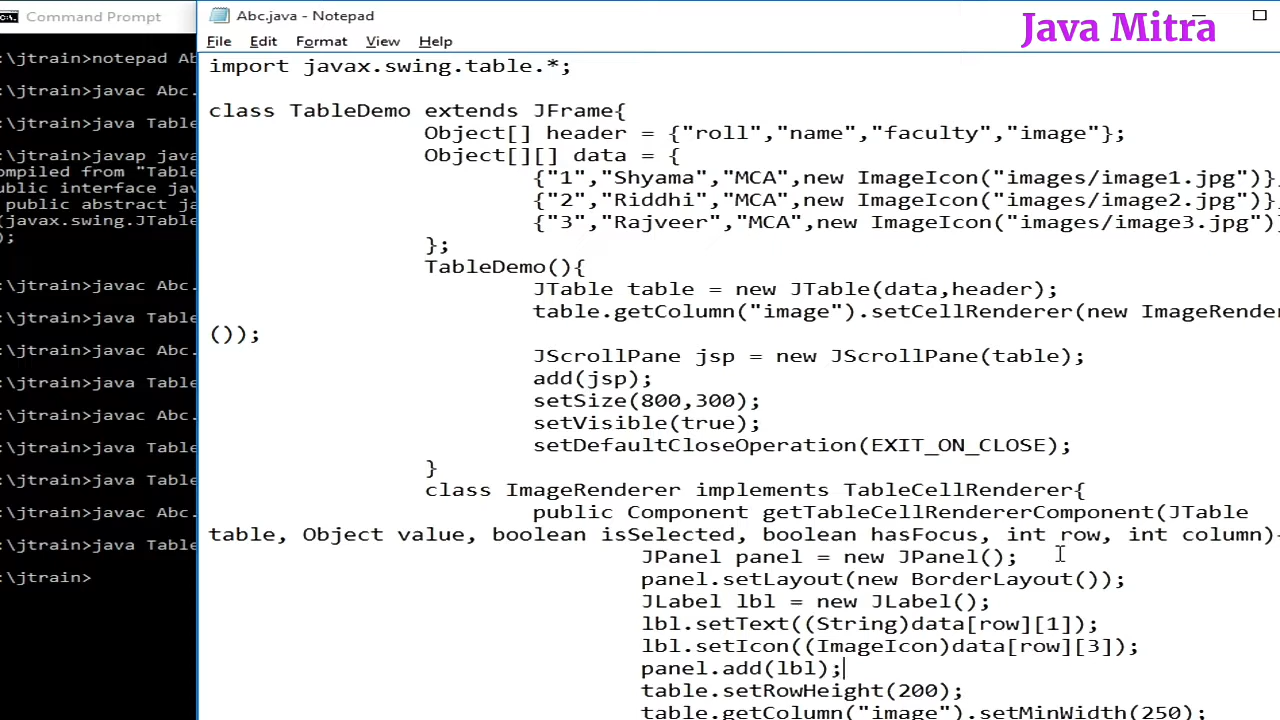 Command Prompt
:\jtrain>notepad Ab
:\jtrain>javac Abc.
:\jtrain>java Table
:\jtrain>javap java
ompiled from "Table
ublic interface jav
public abstract ja
(javax.swing.JTable
);
:\jtrain>javac Abc.
:\jtrain>java Table
:\jtrain>javac Abc.
:\jtrain>java Table
:\jtrain>javac Abc.
:\jtrain>java Table
:\jtrain>java Table
:\jtrain>javac Abc.
:\jtrain>java Table
:\jtrain>
Abc.java - Notepad
Java Mitra
File Edit Format View Help
import javax.swing.table.*;
class TableDemo extends JFrame{
Object[] header = {"roll","name","faculty","image"};
Object[][] data = {
{"1","Shyama","MCA",new ImageIcon("images/image1.jpg")},
{"2","Riddhi","MCA",new ImageIcon("images/image2.jpg")},
{"3","Rajveer","MCA",new ImageIcon("images/image3.jpg")}
};
TableDemo(){
JTable table = new JTable(data,header);
table.getColumn("image").setCellRenderer(new ImageRenderer
());
JScrollPane jsp = new JScrollPane(table);
add(jsp);
setSize(800,300);
setVisible(true);
setDefaultCloseOperation(EXIT_ON_CLOSE);
}
class ImageRenderer implements TableCellRenderer{
public Component getTableCellRendererComponent(JTable
table, Object value, boolean isSelected, boolean hasFocus, int row, int column){
JPanel panel = new JPanel();
panel.setLayout(new BorderLayout());
JLabel lbl = new JLabel();
lbl.setText((String)data[row][1]);
lbl.setIcon((ImageIcon)data[row][3]);
panel.add(lbl);
table.setRowHeight(200);
table.getColumn("image").setMinWidth(250);